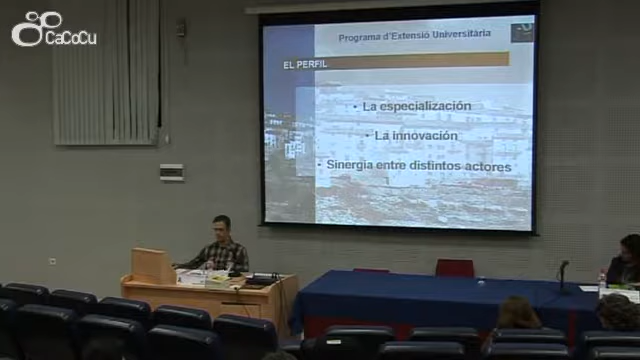 CaCoCu
Programa d'Extensió Universitària
EL PERFIL
• La especialización
• La innovación
• Sinergia entre distintos actores